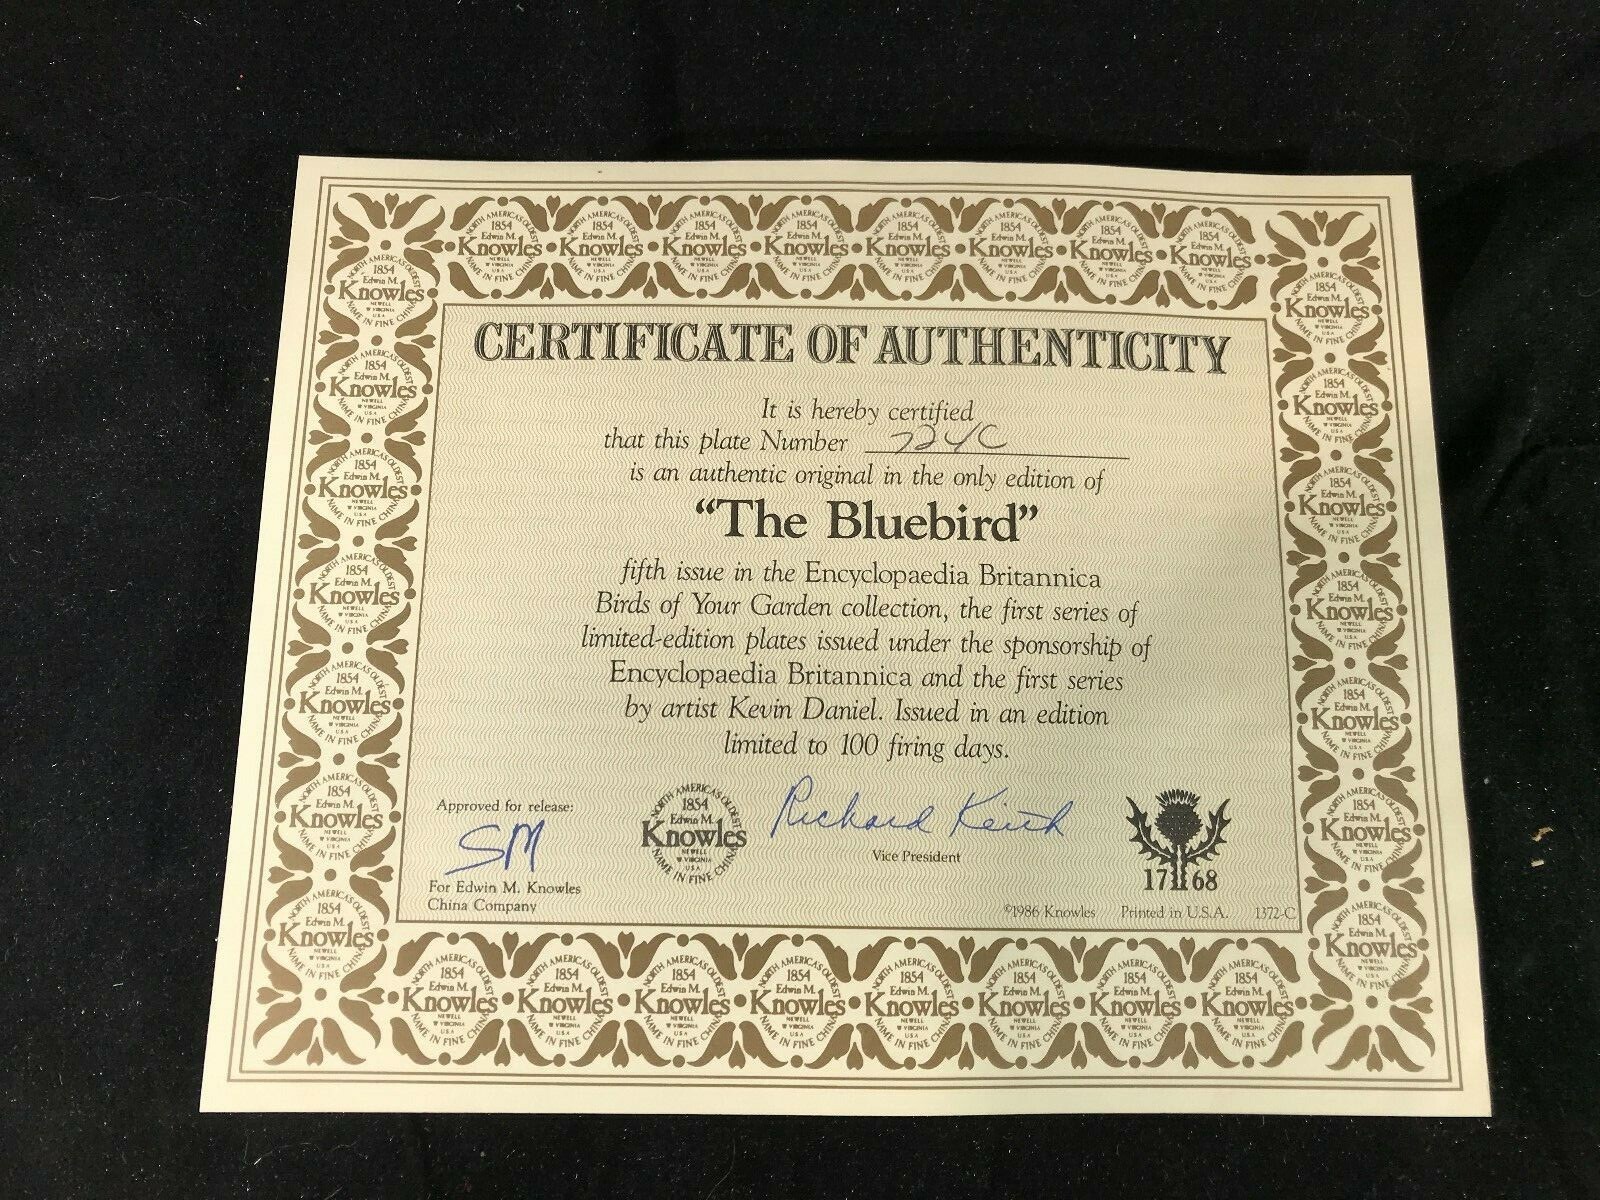 CERTIFICATE OF AUTHENTICITY
It is hereby certified
that this plate Number 724C
is an authentic original in the only edition of
“The Bluebird”
fifth issue in the Encyclopaedia Britannica
Birds of Your Garden collection, the first series of
limited-edition plates issued under the sponsorship of
Encyclopaedia Britannica and the first series
by artist Kevin Daniel. Issued in an edition
limited to 100 firing days.
Approved for release:
SM
For Edwin M. Knowles
China Company
NORTH AMERICA'S OLDEST
1854
Edwin M.
Knowles
NEWELL
W VIRGINIA
U S A
NAME IN FINE CHINA
Richard Keith
Vice President
1768
©1986 Knowles Printed in U.S.A. 1372-C